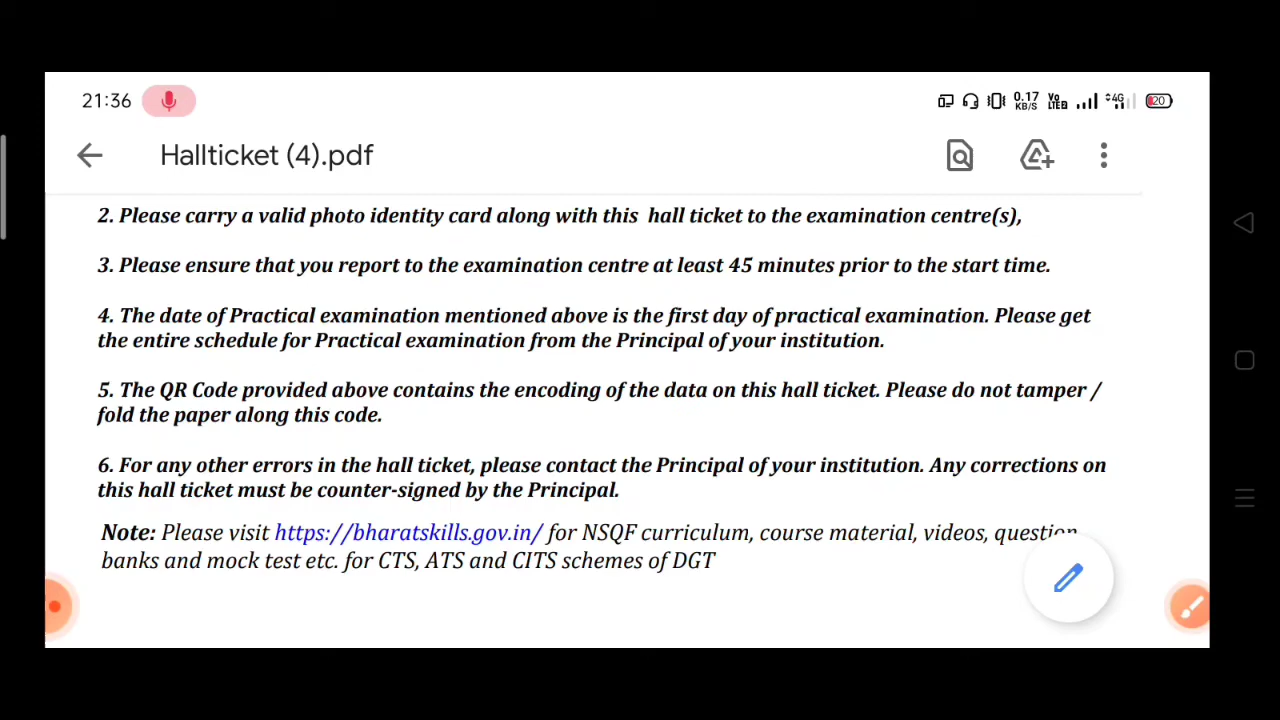 21:36
0.17 KB/S Vo LTE2 4G 20
Hallticket (4).pdf
2. Please carry a valid photo identity card along with this hall ticket to the examination centre(s),
3. Please ensure that you report to the examination centre at least 45 minutes prior to the start time.
4. The date of Practical examination mentioned above is the first day of practical examination. Please get
the entire schedule for Practical examination from the Principal of your institution.
5. The QR Code provided above contains the encoding of the data on this hall ticket. Please do not tamper /
fold the paper along this code.
6. For any other errors in the hall ticket, please contact the Principal of your institution. Any corrections on
this hall ticket must be counter-signed by the Principal.
Note: Please visit https://bharatskills.gov.in/ for NSQF curriculum, course material, videos, question
banks and mock test etc. for CTS, ATS and CITS schemes of DGT